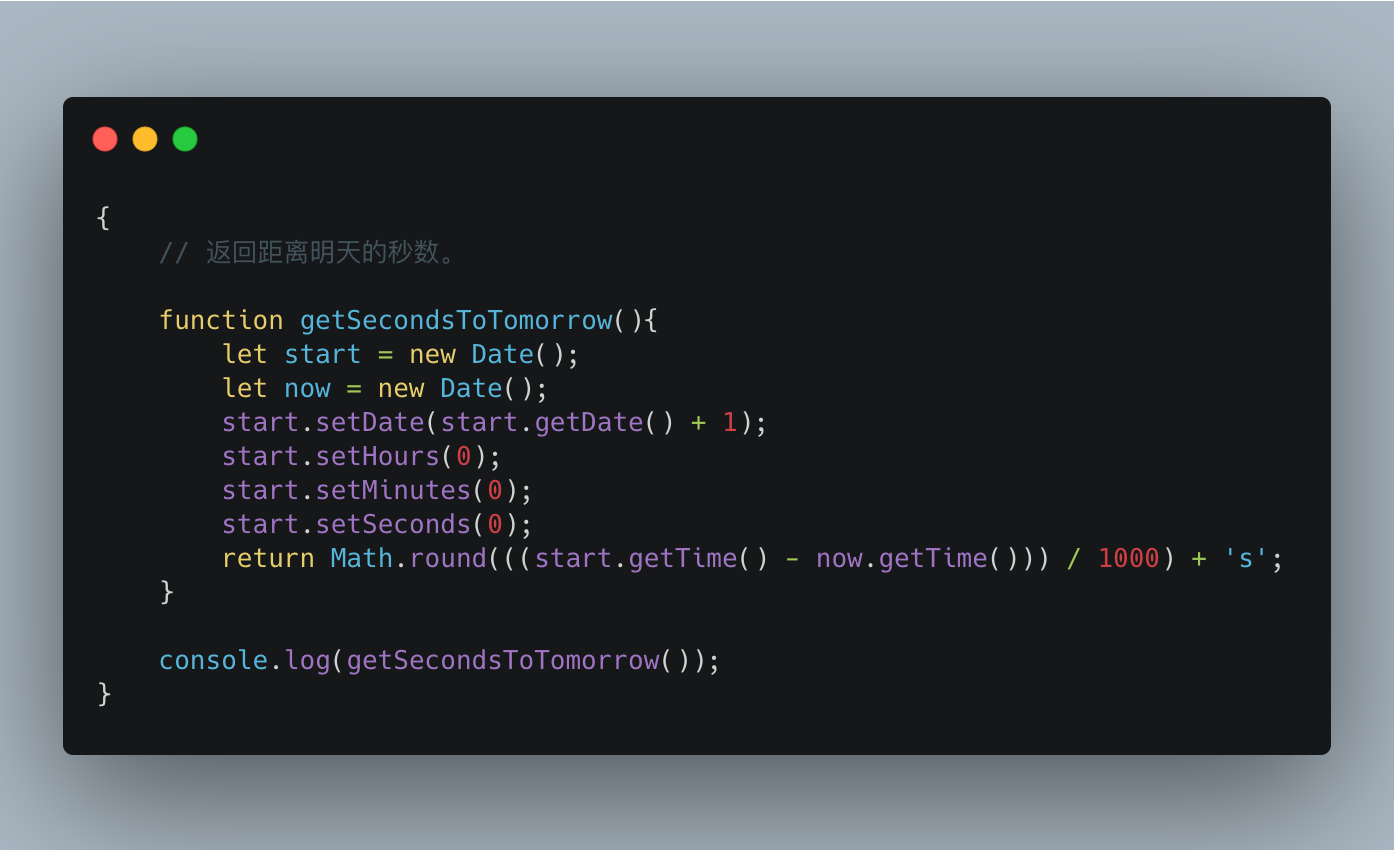 {
    // 返回距离明天的秒数。

    function getSecondsToTomorrow(){
        let start = new Date();
        let now = new Date();
        start.setDate(start.getDate() + 1);
        start.setHours(0);
        start.setMinutes(0);
        start.setSeconds(0);
        return Math.round(((start.getTime() - now.getTime())) / 1000) + 's';
    }

    console.log(getSecondsToTomorrow());
}